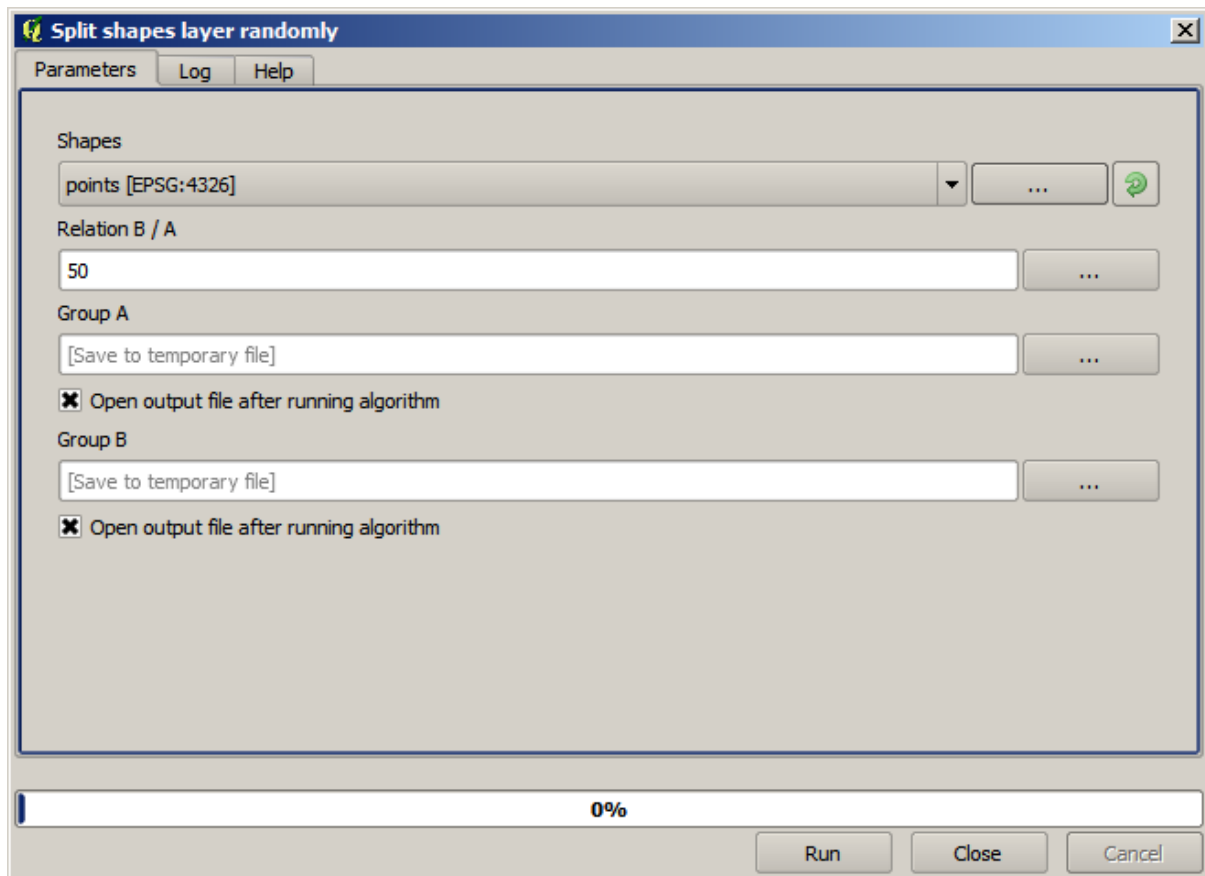 Split shapes layer randomly
Parameters Log Help
Shapes
points [EPSG:4326] ...
Relation B / A
50 ...
Group A
[Save to temporary file] ...
Open output file after running algorithm
Group B
[Save to temporary file] ...
Open output file after running algorithm
0%
Run Close Cancel